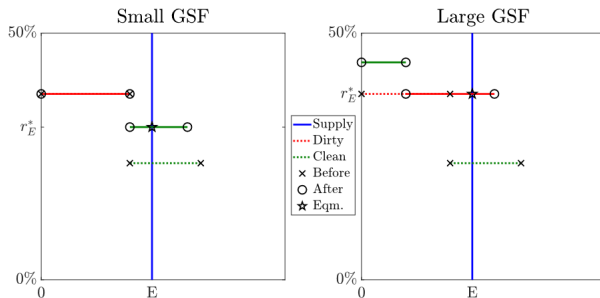 Small GSF
50%
r*E
0%
0
E
Supply
Dirty
Clean
Before
After
Eqm.
Large GSF
50%
r*E
0%
0
E